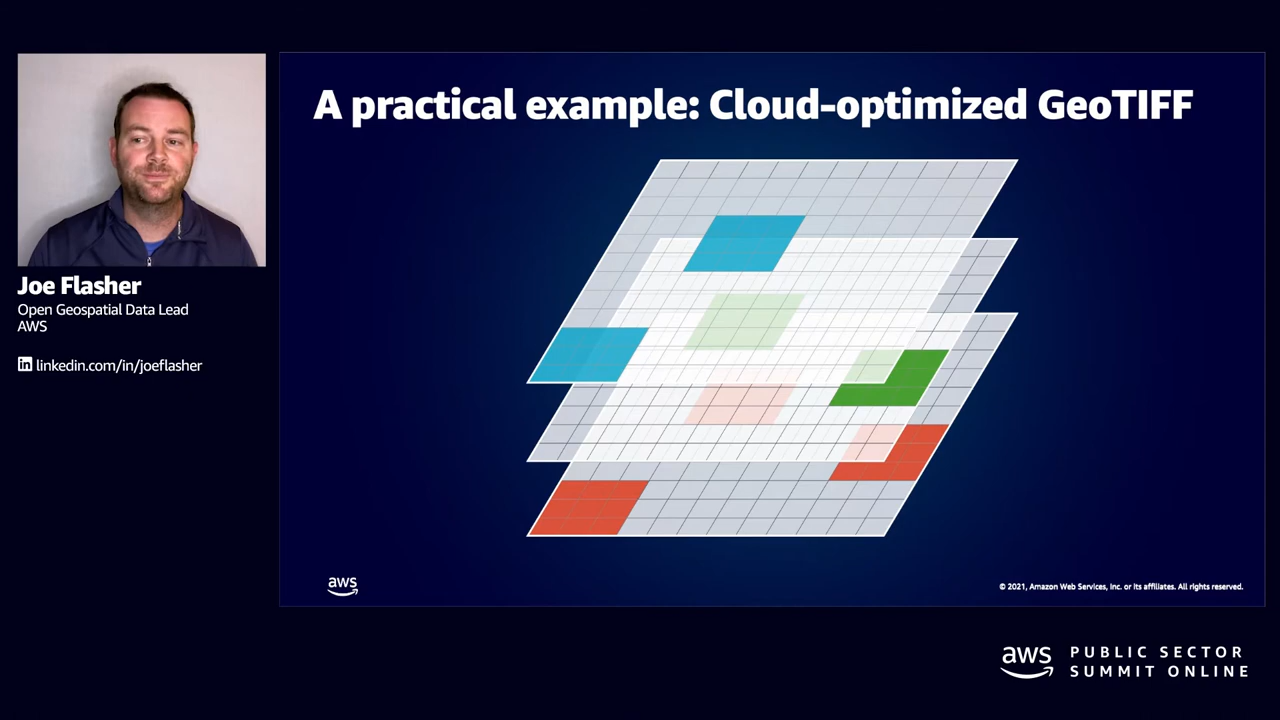 A practical example: Cloud-optimized GeoTIFF
Joe Flasher
Open Geospatial Data Lead
AWS
in linkedin.com/in/joeflasher
aws
© 2021, Amazon Web Services, Inc. or its affiliates. All rights reserved.
aws
PUBLIC SECTOR
SUMMIT ONLINE